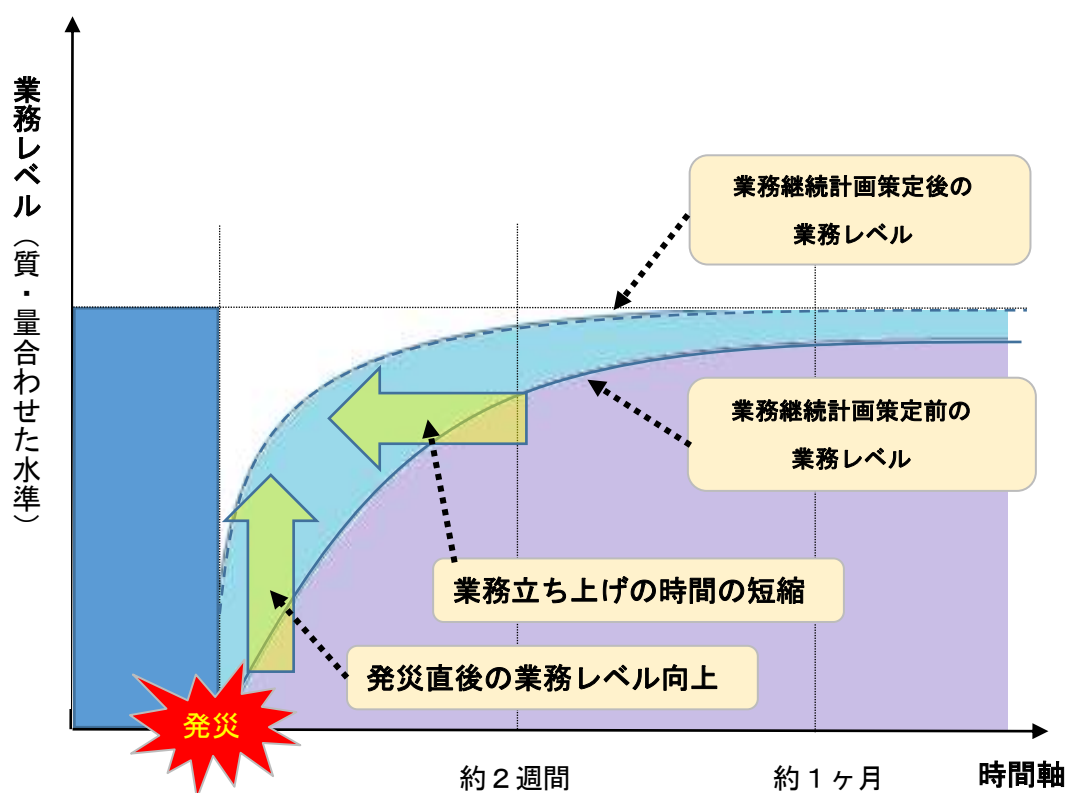 業務レベル（質・量合わせた水準）
業務継続計画策定後の
業務レベル
業務継続計画策定前の
業務レベル
業務立ち上げの時間の短縮
発災直後の業務レベル向上
発災
約２週間
約１ヶ月
時間軸